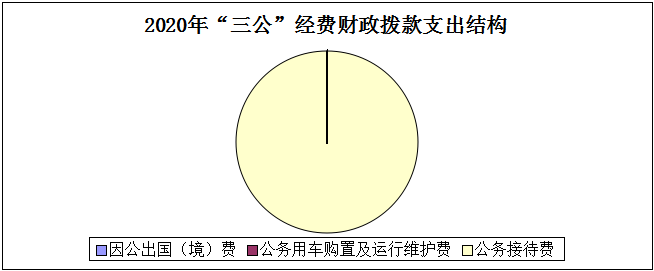 2020年“三公”经费财政拨款支出结构
因公出国（境）费 公务用车购置及运行维护费 公务接待费